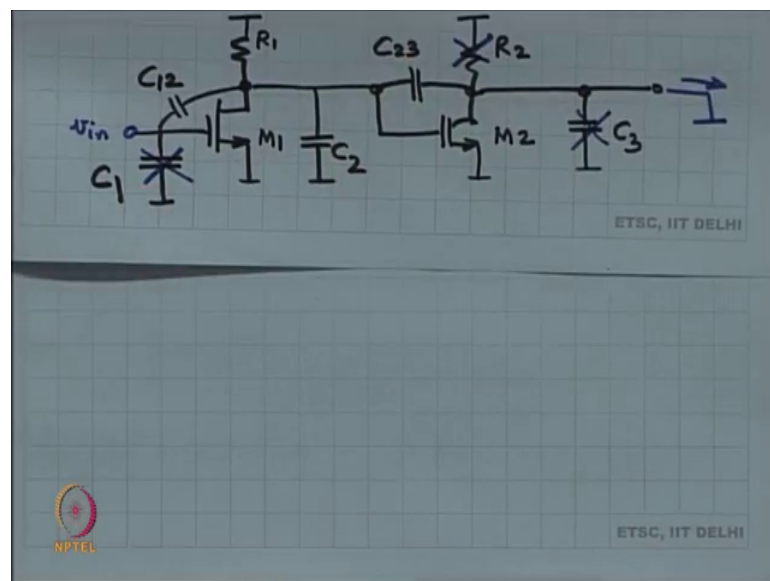 R1
C12
C23
R2
vin
M1
C2
M2
C3
C1
ETSC, IIT DELHI
NPTEL
ETSC, IIT DELHI